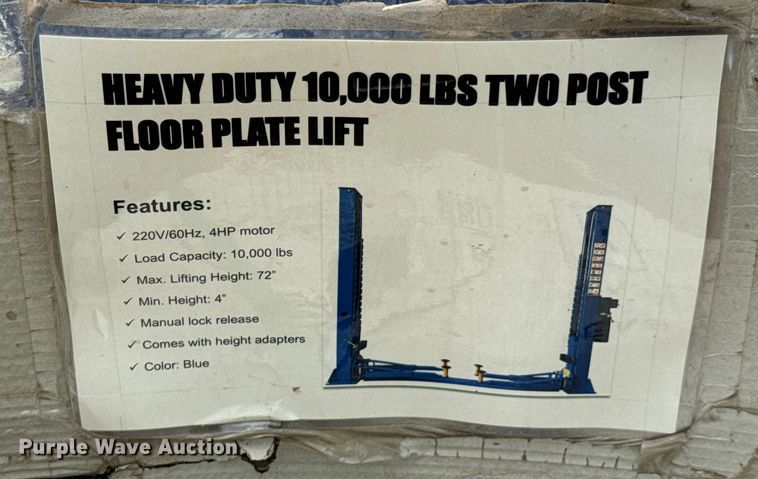 HEAVY DUTY 10,000 LBS TWO POST
FLOOR PLATE LIFT
Features:
✓ 220V/60Hz, 4HP motor
✓ Load Capacity: 10,000 lbs
✓ Max. Lifting Height: 72"
✓ Min. Height: 4"
✓ Manual lock release
✓ Comes with height adapters
✓ Color: Blue
Purple Wave Auction